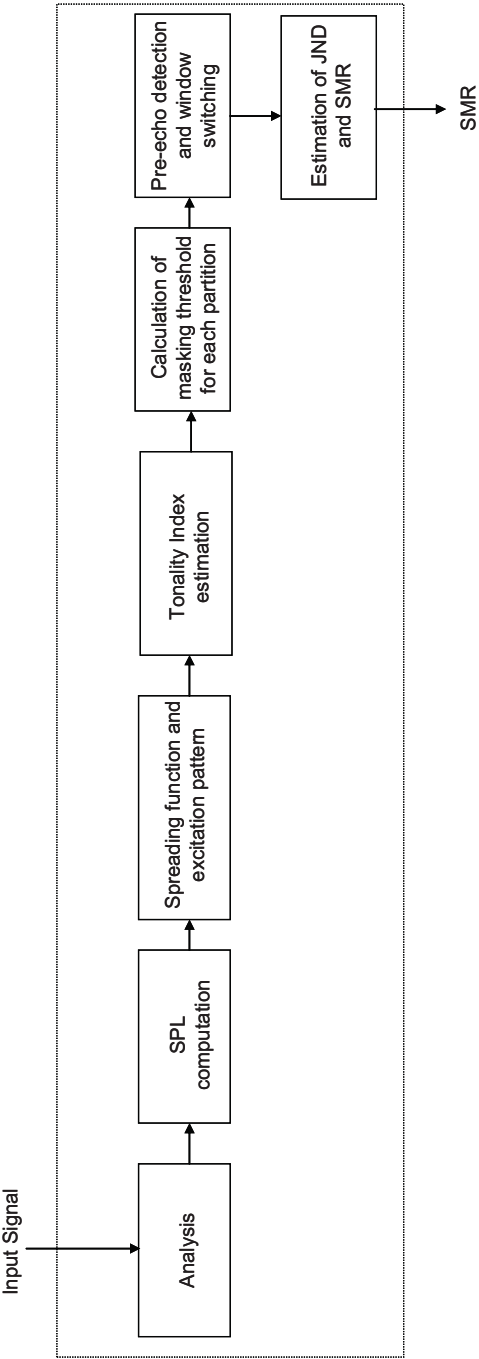 Input Signal
Analysis
SPL
computation
Spreading function and
excitation pattern
Tonality Index
estimation
Calculation of
masking threshold
for each partition
Pre-echo detection
and window
switching
Estimation of JND
and SMR
SMR